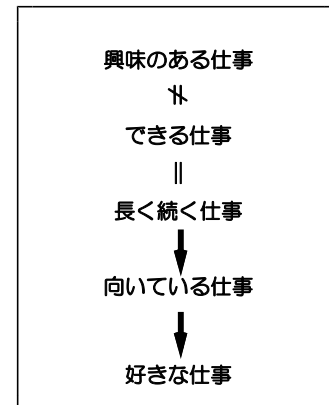 興味のある仕事
≠
できる仕事
=
長く続く仕事
向いている仕事
好きな仕事